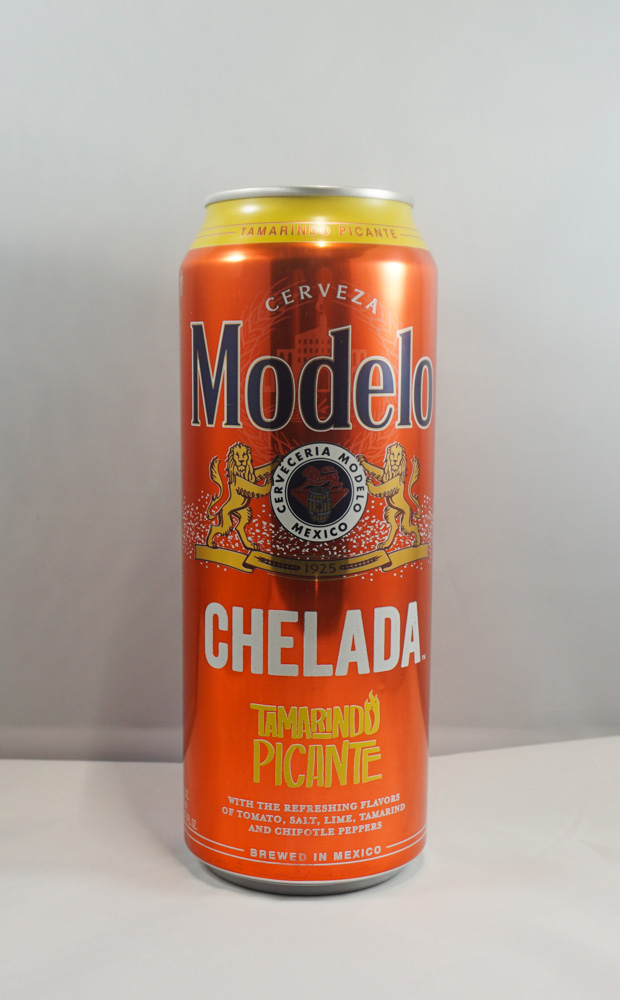 TAMARINDO PICANTE
CERVEZA
Modelo
CERVECERIA MODELO
MEXICO
1925
CHELADA
TAMARINDO
PICANTE
WITH THE REFRESHING FLAVORS
OF TOMATO, SALT, LIME, TAMARIND
AND CHIPOTLE PEPPERS
BREWED IN MEXICO